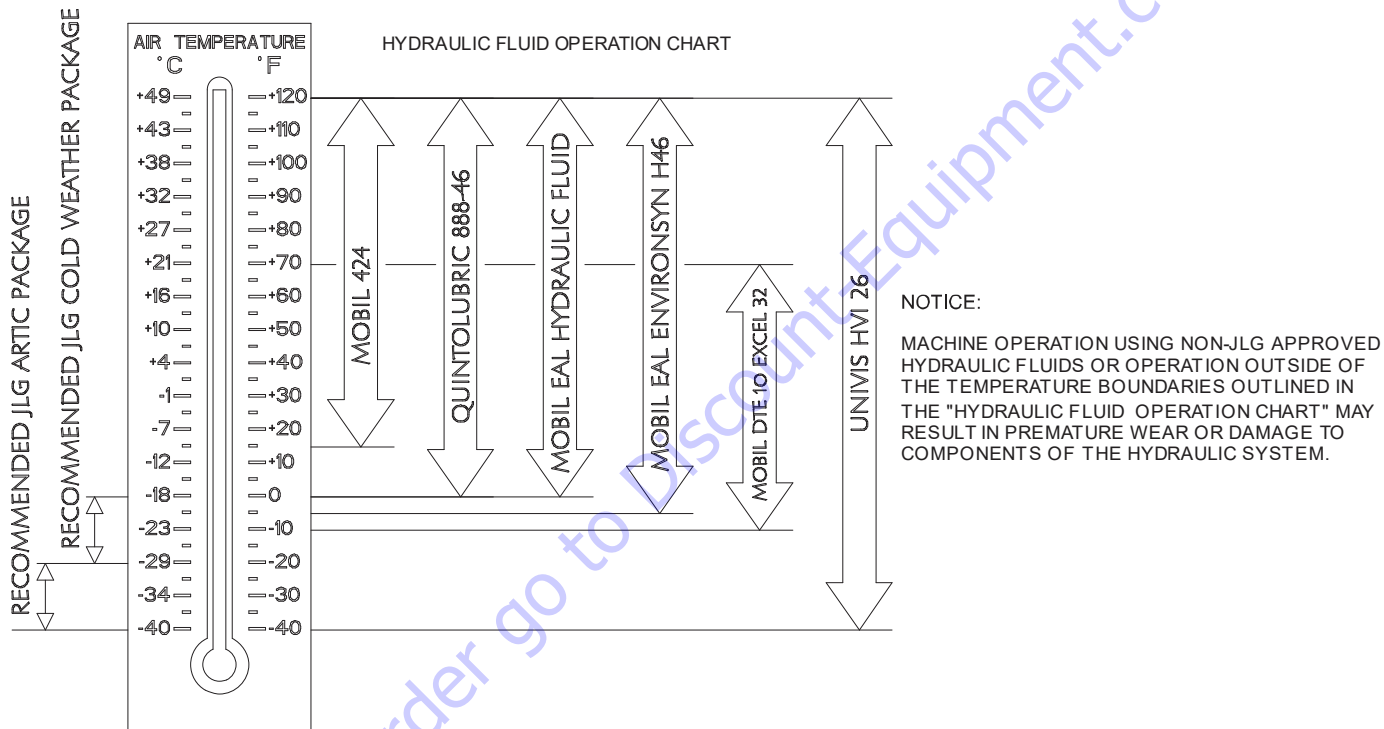 HYDRAULIC FLUID OPERATION CHART
AIR TEMPERATURE
°C °F
+49 +120
+43 +110
+38 +100
+32 +90
+27 +80
+21 +70
+16 +60
+10 +50
+4 +40
-1 +30
-7 +20
-12 +10
-18 0
-23 -10
-29 -20
-34 -30
-40 -40
RECOMMENDED JLG ARTIC PACKAGE
RECOMMENDED JLG COLD WEATHER PACKAGE
MOBIL 424
QUINTOLUBRIC 888-46
MOBIL EAL HYDRAULIC FLUID
MOBIL EAL ENVIRONSYN H46
MOBIL DTE 10 EXCEL 32
UNIVIS HVI 26
NOTICE:
MACHINE OPERATION USING NON-JLG APPROVED
HYDRAULIC FLUIDS OR OPERATION OUTSIDE OF
THE TEMPERATURE BOUNDARIES OUTLINED IN
THE "HYDRAULIC FLUID OPERATION CHART" MAY
RESULT IN PREMATURE WEAR OR DAMAGE TO
COMPONENTS OF THE HYDRAULIC SYSTEM.
order go to Discount-Equipment.c